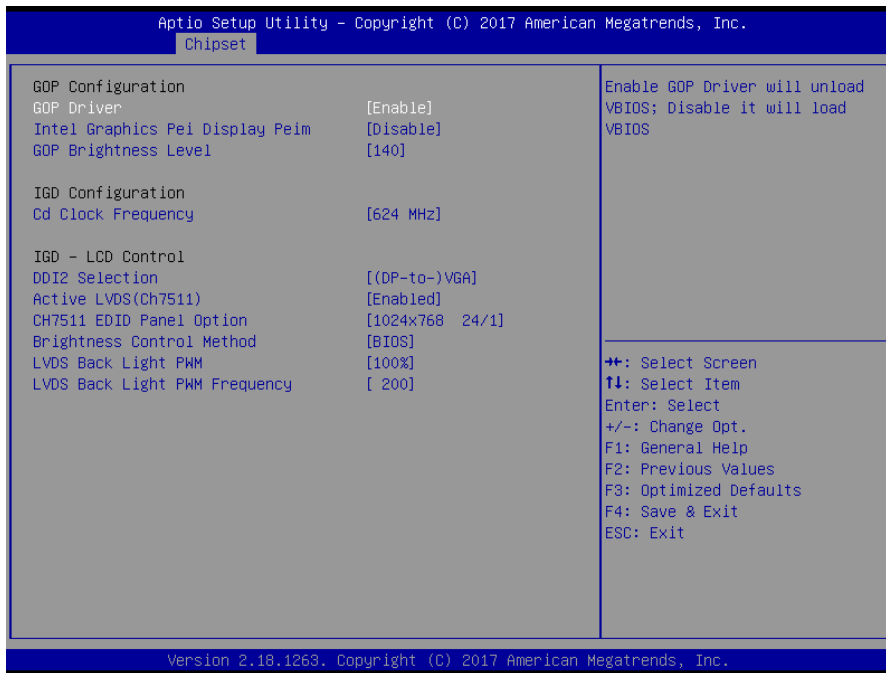 Aptio Setup Utility – Copyright (C) 2017 American Megatrends, Inc.
Chipset
GOP Configuration
GOP Driver [Enable]
Intel Graphics Pei Display Peim [Disable]
GOP Brightness Level [140]
IGD Configuration
Cd Clock Frequency [624 MHz]
IGD – LCD Control
DDI2 Selection [(DP-to-)VGA]
Active LVDS(Ch7511) [Enabled]
CH7511 EDID Panel Option [1024x768 24/1]
Brightness Control Method [BIOS]
LVDS Back Light PWM [100%]
LVDS Back Light PWM Frequency [ 200]
Enable GOP Driver will unload
VBIOS; Disable it will load
VBIOS
→←: Select Screen
↑↓: Select Item
Enter: Select
+/-: Change Opt.
F1: General Help
F2: Previous Values
F3: Optimized Defaults
F4: Save & Exit
ESC: Exit
Version 2.18.1263. Copyright (C) 2017 American Megatrends, Inc.